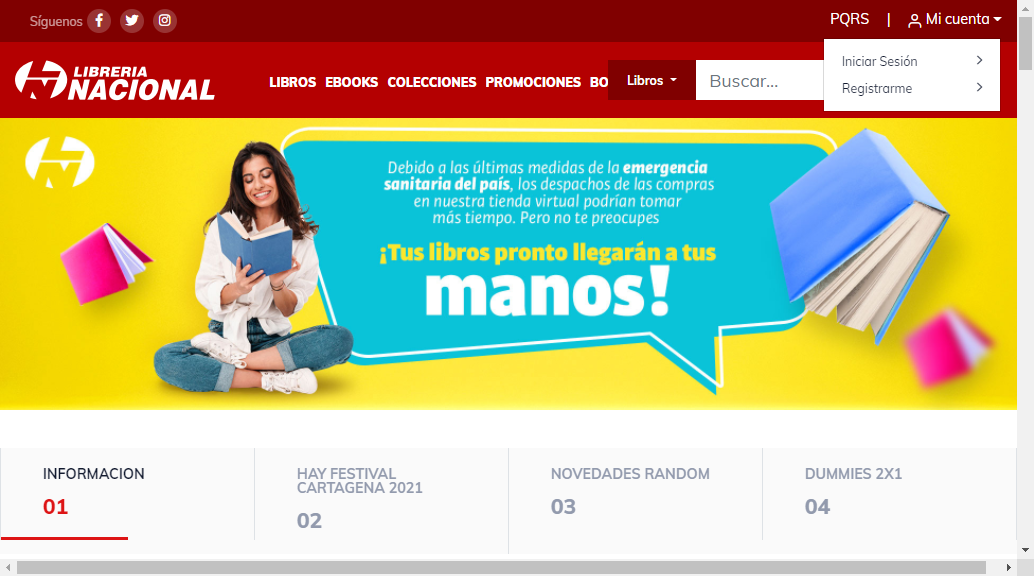 Síguenos
PQRS | Mi cuenta
LIBRERIA
NACIONAL
LIBROS EBOOKS COLECCIONES PROMOCIONES BO
Libros
Buscar...
Iniciar Sesión
Registrarme
Debido a las últimas medidas de la emergencia
sanitaria del país, los despachos de las compras
en nuestra tienda virtual podrían tomar
más tiempo. Pero no te preocupes
¡Tus libros pronto llegarán a tus
manos!
INFORMACION
01
HAY FESTIVAL
CARTAGENA 2021
02
NOVEDADES RANDOM
03
DUMMIES 2X1
04